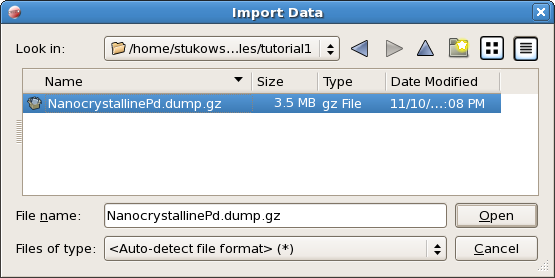 Import Data
Look in: /home/stukows...les/tutorial1
Name Size Type Date Modified
NanocrystallinePd.dump.gz 3.5 MB gz File 11/10/...:08 PM
File name: NanocrystallinePd.dump.gz Open
Files of type: <Auto-detect file format> (*) Cancel